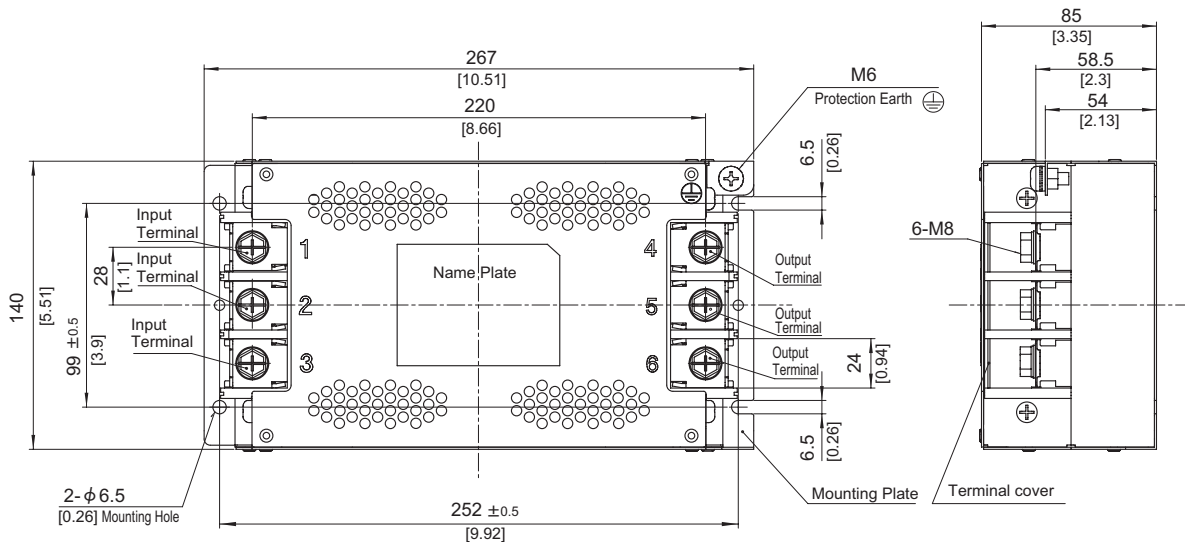 267
[10.51]
220
[8.66]
M6
Protection Earth
6.5
[0.26]
85
[3.35]
58.5
[2.3]
54
[2.13]
140
[5.51]
99 ±0.5
[3.9]
28
[1.1]
Input
Terminal
Input
Terminal
Input
Terminal
1
2
3
Name Plate
4
5
6
Output
Terminal
Output
Terminal
Output
Terminal
24
[0.94]
6.5
[0.26]
6-M8
2-ϕ6.5
[0.26] Mounting Hole
252 ±0.5
[9.92]
Mounting Plate
Terminal cover